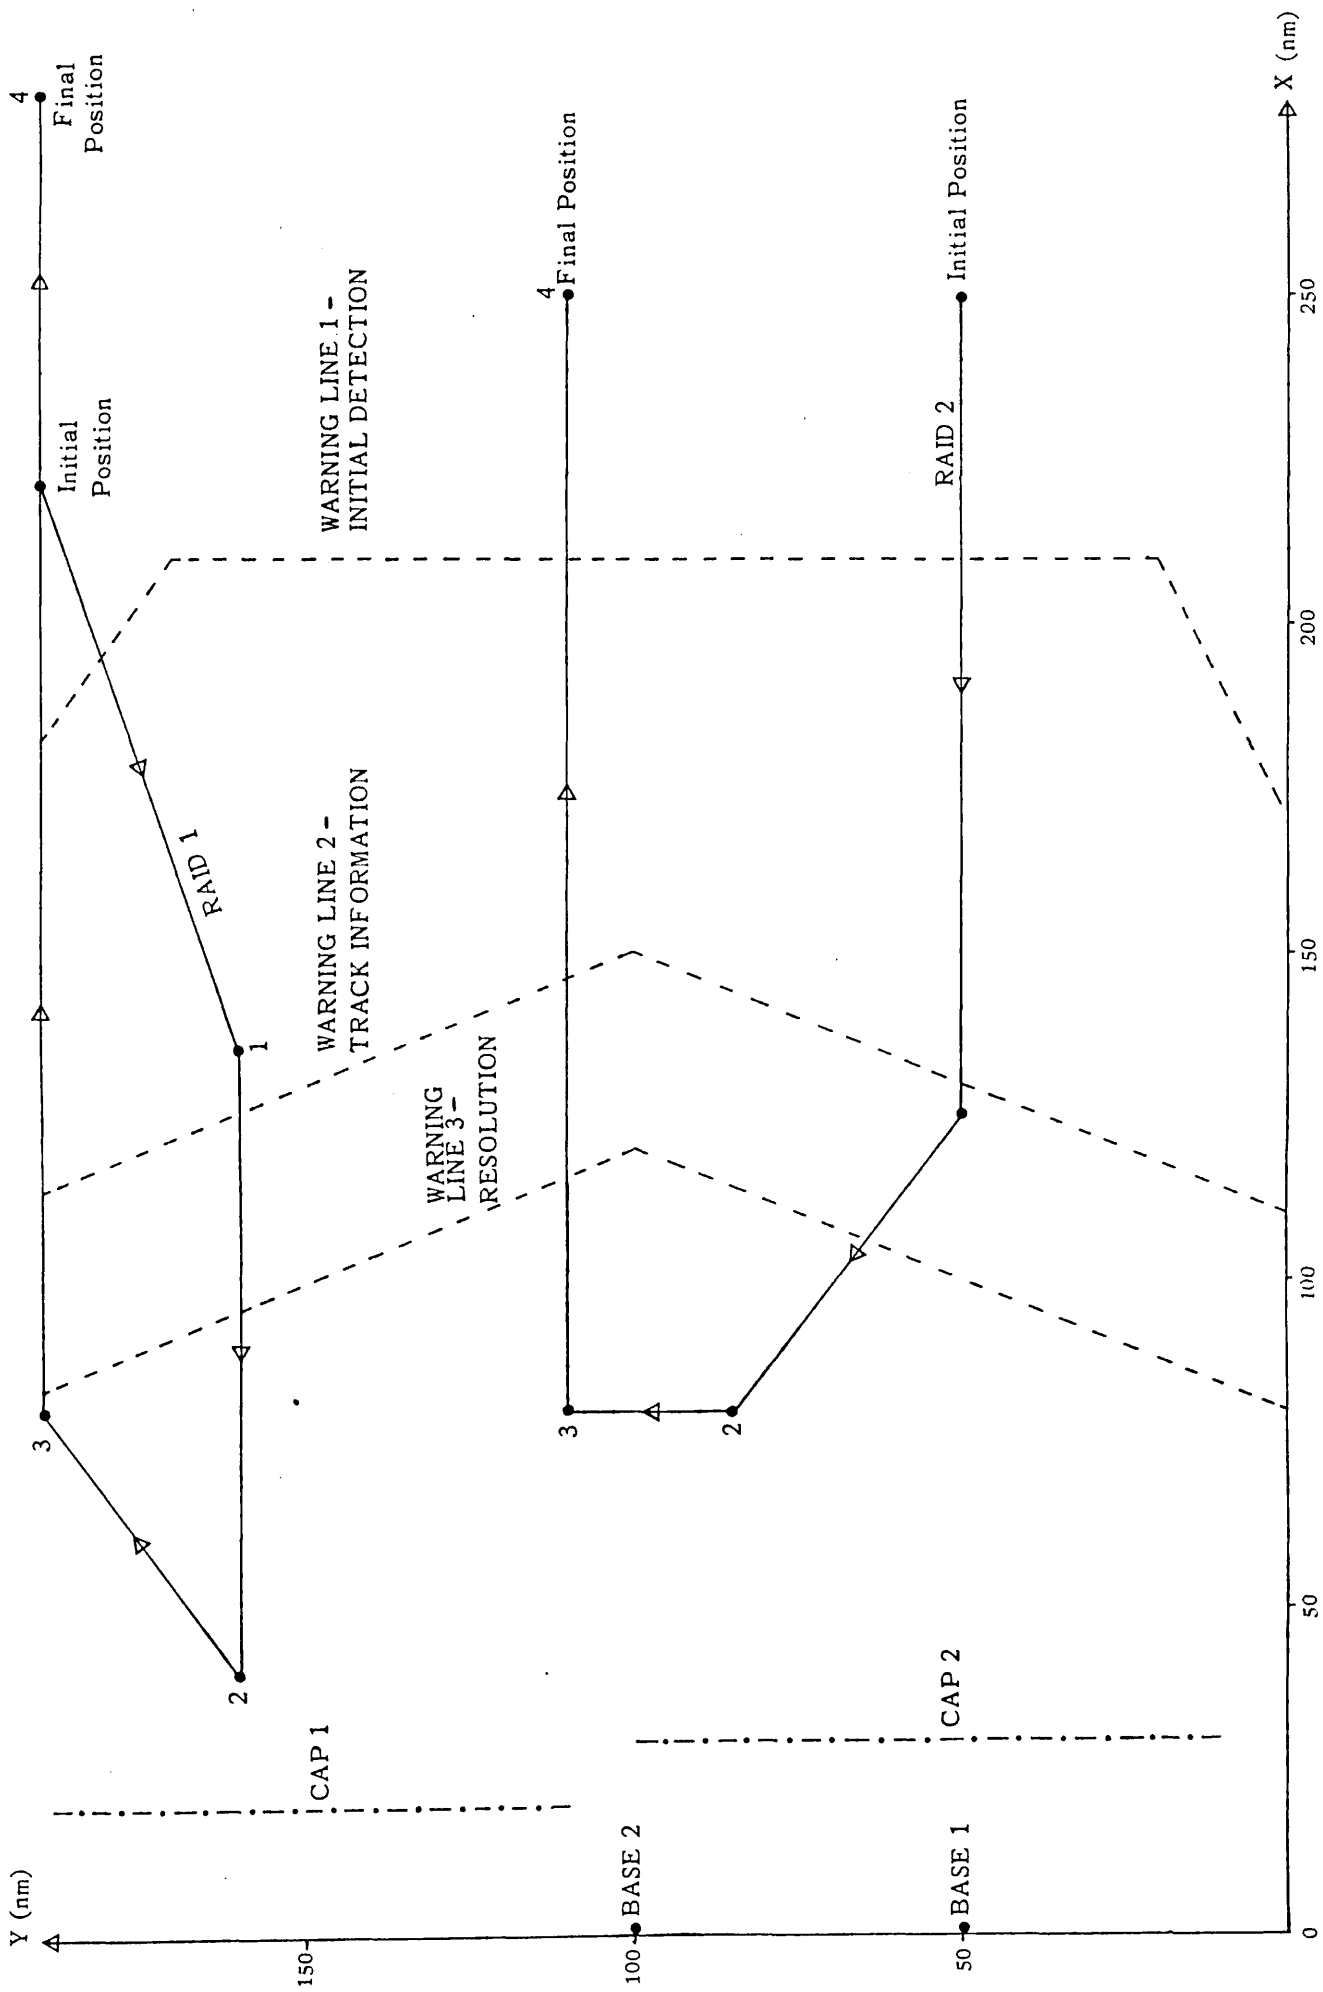 Y (nm)
4
Final
Position
Initial
Position
WARNING LINE 1 -
INITIAL DETECTION
RAID 1
1
WARNING LINE 2 -
TRACK INFORMATION
WARNING
LINE 3 -
RESOLUTION
3
2
CAP 1
4
Final Position
3
2
Initial Position
RAID 2
CAP 2
BASE 2
BASE 1
150
100
50
0
50
100
150
200
250
X (nm)